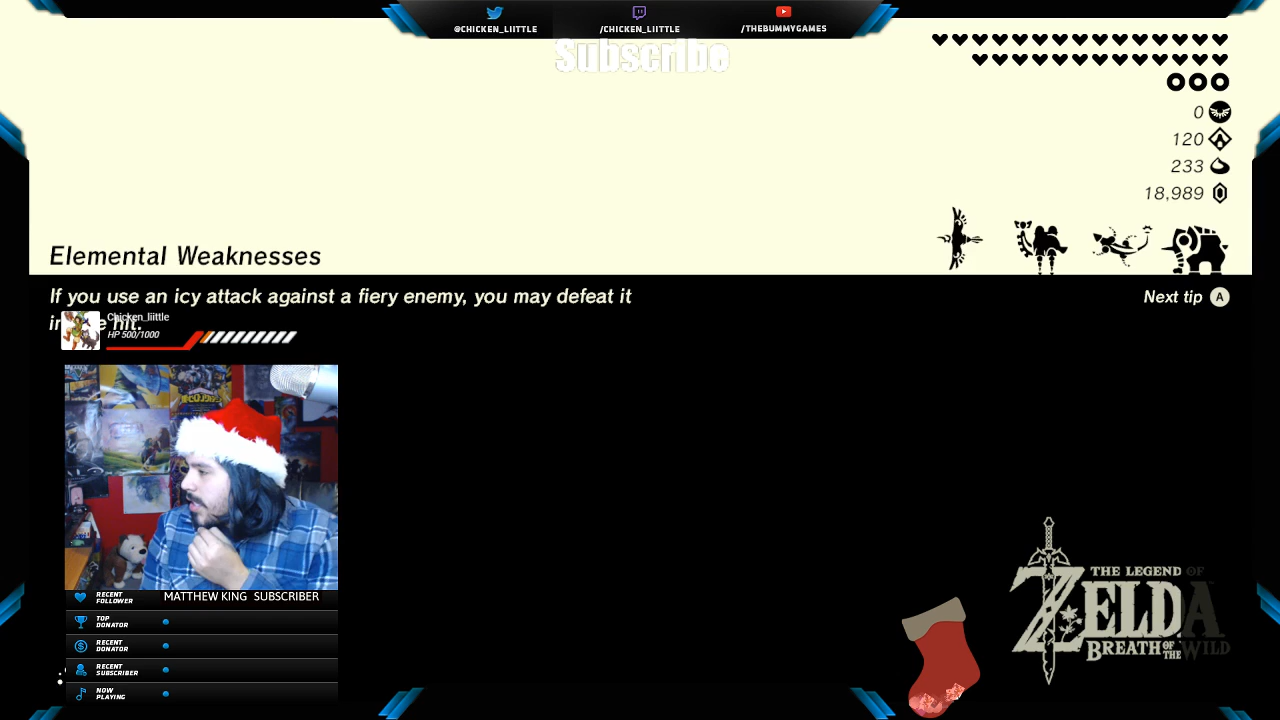 @CHICKEN_LIITTLE
/CHICKEN_LIITTLE
/THEBUMMYGAMES
Subscribe
0
120
233
18,989
Elemental Weaknesses
If you use an icy attack against a fiery enemy, you may defeat it
hit.
Next tip A
Chicken_liittle
HP 500/1000
RECENT
FOLLOWER
MATTHEW KING SUBSCRIBER
TOP
DONATOR
RECENT
DONATOR
RECENT
SUBSCRIBER
NOW
PLAYING
THE LEGEND OF
ZELDA
BREATH OF THE WILD